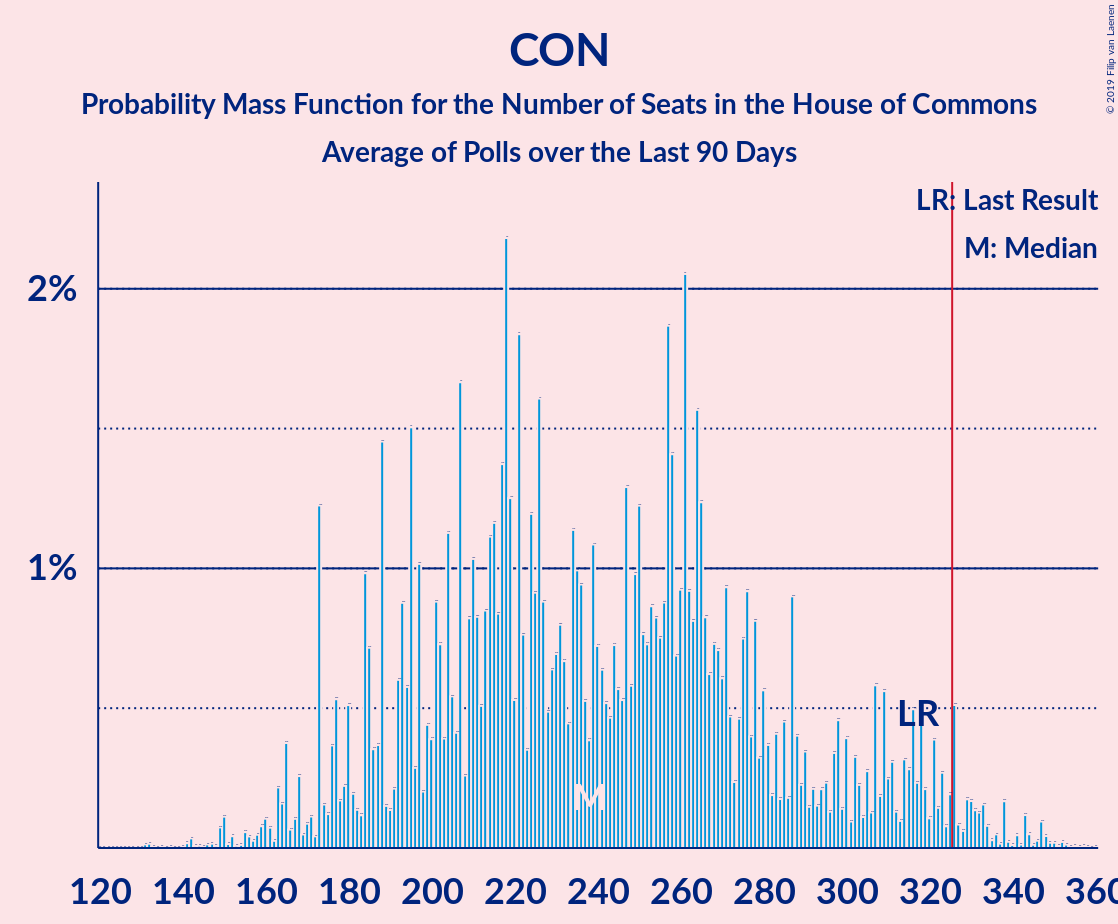 CON
Probability Mass Function for the Number of Seats in the House of Commons
Average of Polls over the Last 90 Days
© 2019 Filip van Laenen
LR: Last Result
M: Median
2%
1%
LR
M
120 140 160 180 200 220 240 260 280 300 320 340 360